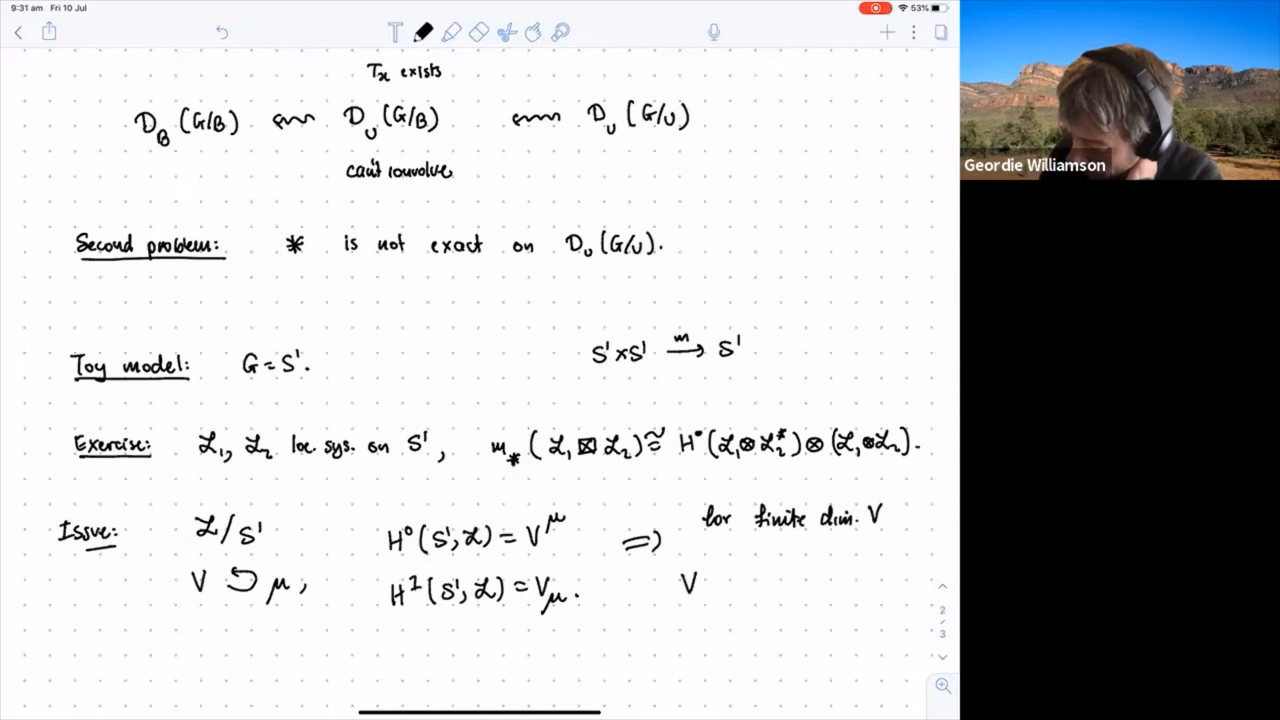 9:31 am Fri 10 Jul
53%
T_x exists
D_B (G/B) D_U (G/B) D_U (G/U)
can't convolve
Second problem: * is not exact on D_U (G/U).
Toy model: G = S¹. S¹×S¹ —m→ S¹
Exercise: ℒ₁, ℒ₂ loc. sys. on S¹, m_* (ℒ₁ ⊠ ℒ₂) ≅ H^•(ℒ₁⊗ℒ₂*)⊗(ℒ₁⊗ℒ₂).
Issue: ℒ/S¹ H⁰(S¹,ℒ) = V^μ ⇒ for finite dim. V
V ↺ μ, H¹(S¹,ℒ) = V_μ. V
2
/
3
Geordie Williamson